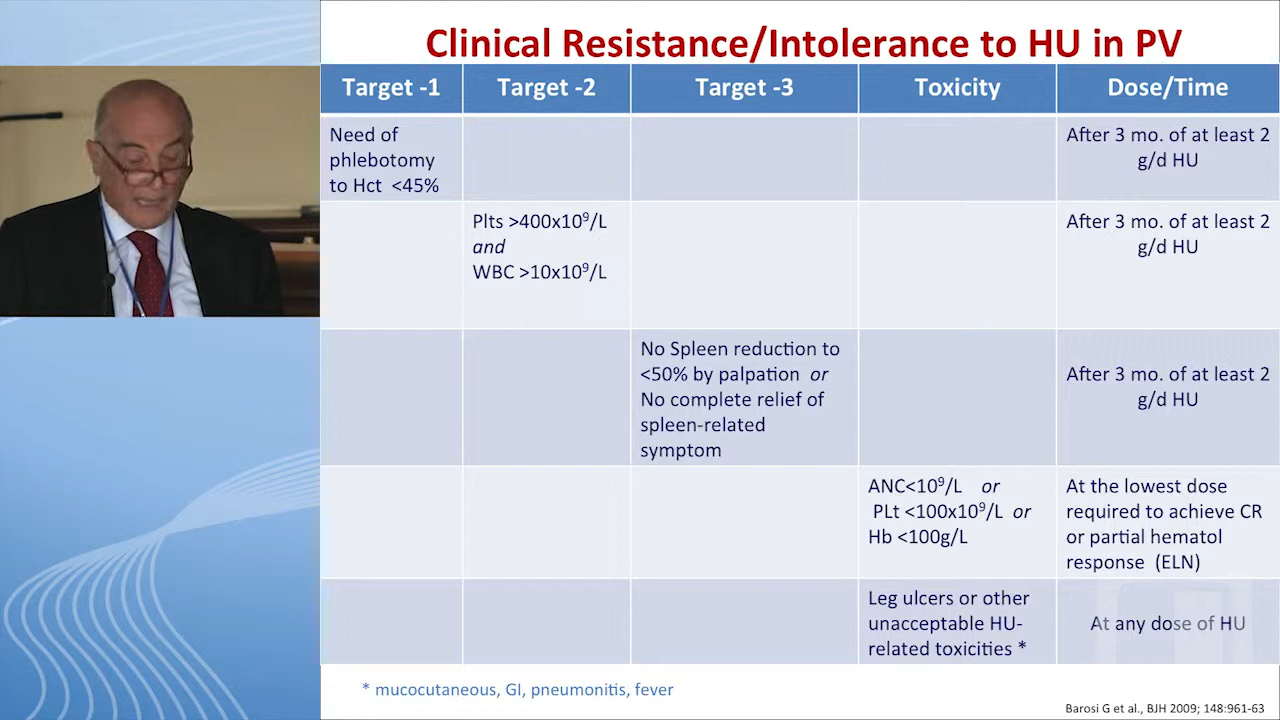 Clinical Resistance/Intolerance to HU in PV
Target -1
Target -2
Target -3
Toxicity
Dose/Time
Need of
phlebotomy
to Hct <45%
After 3 mo. of at least 2
g/d HU
Plts >400x10⁹/L
and
WBC >10x10⁹/L
After 3 mo. of at least 2
g/d HU
No Spleen reduction to
<50% by palpation or
No complete relief of
spleen-related
symptom
After 3 mo. of at least 2
g/d HU
ANC<10⁹/L or
PLt <100x10⁹/L or
Hb <100g/L
At the lowest dose
required to achieve CR
or partial hematol
response (ELN)
Leg ulcers or other
unacceptable HU-
related toxicities *
At any dose of HU
* mucocutaneous, GI, pneumonitis, fever
Barosi G et al., BJH 2009; 148:961-63